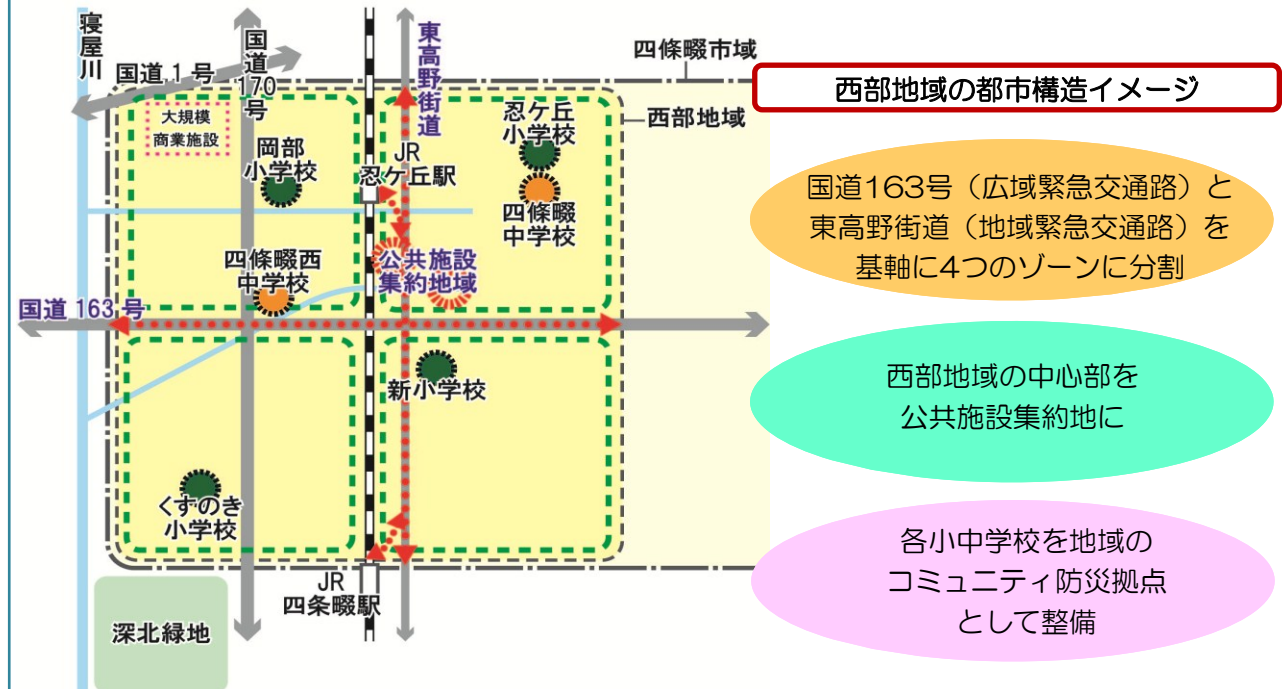 寝屋川
国道1号
国道170号
東高野街道
四條畷市域
西部地域
大規模
商業施設
岡部
小学校
JR
忍ケ丘駅
忍ケ丘
小学校
四條畷
中学校
四條畷西
中学校
公共施設
集約地域
国道163号
新小学校
くすのき
小学校
JR
四条畷駅
深北緑地
西部地域の都市構造イメージ
国道163号（広域緊急交通路）と
東高野街道（地域緊急交通路）を
基軸に4つのゾーンに分割
西部地域の中心部を
公共施設集約地に
各小中学校を地域の
コミュニティ防災拠点
として整備